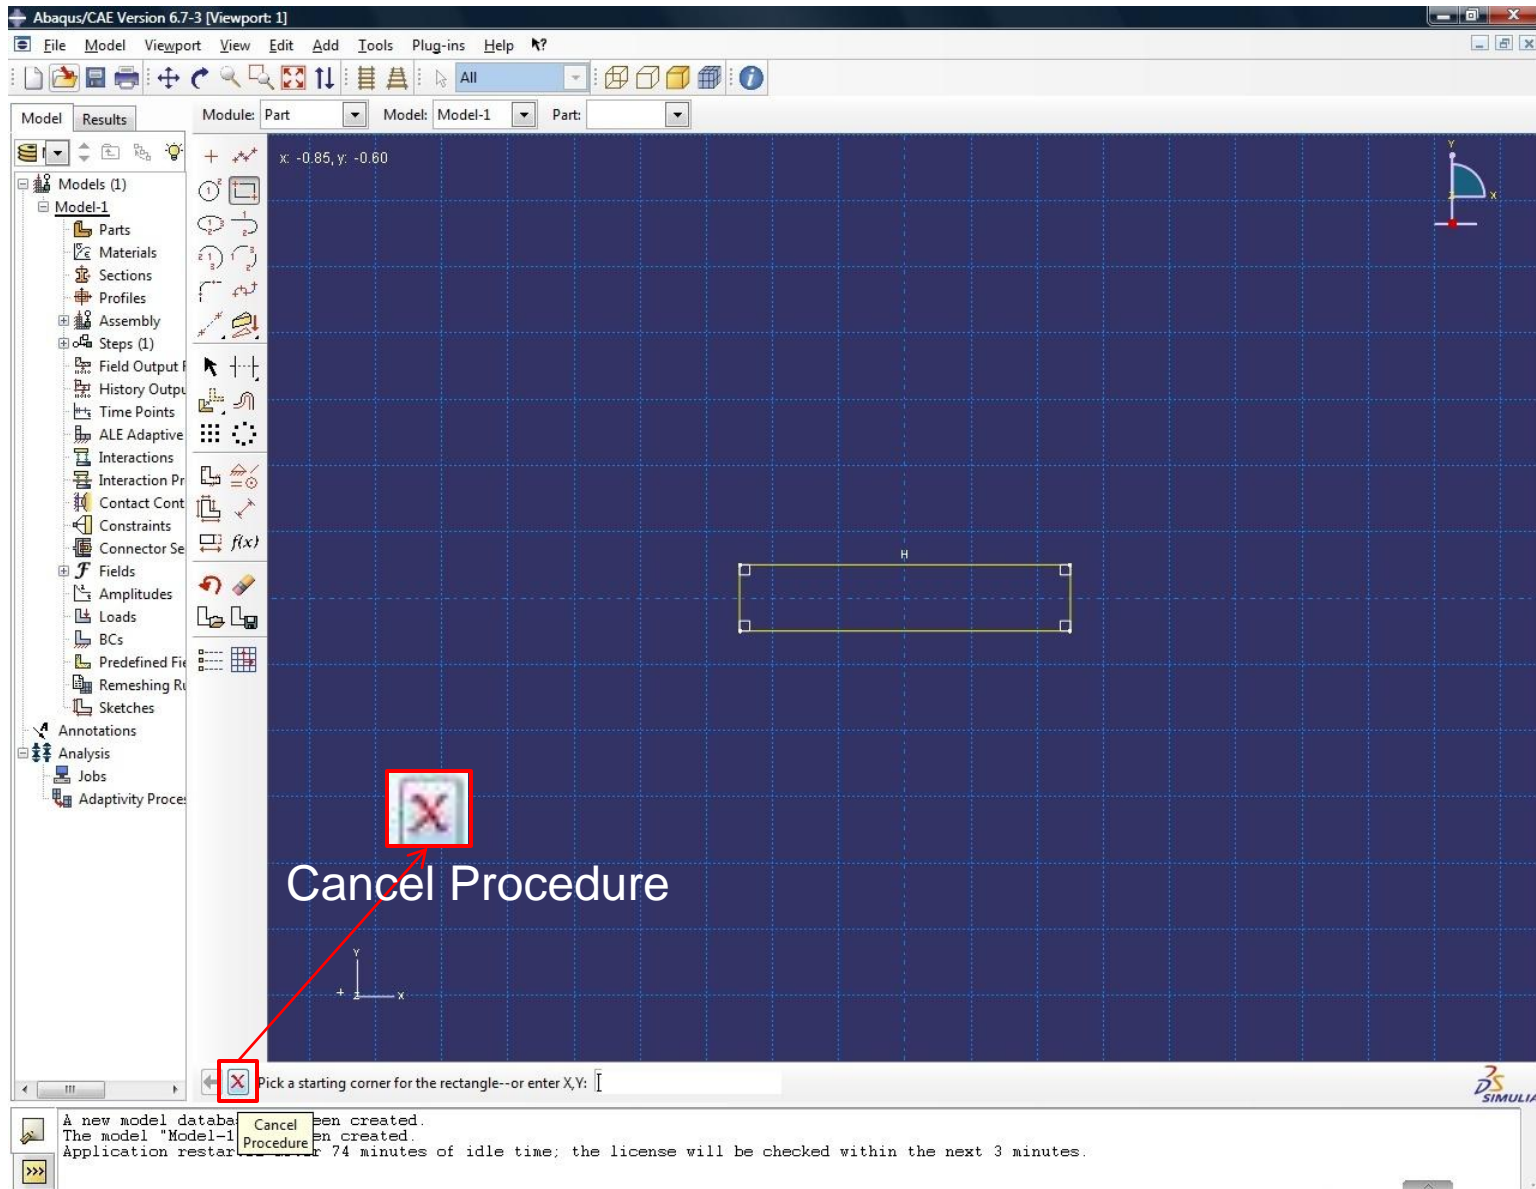 Abaqus/CAE Version 6.7-3 [Viewport: 1]
File Model Viewport View Edit Add Tools Plug-ins Help
All
Model Results
Module: Part Model: Model-1 Part:
x: -0.85, y: -0.60
Y
X
Models (1)
Model-1
Parts
Materials
Sections
Profiles
Assembly
Steps (1)
Field Output
History Outpu
Time Points
ALE Adaptive
Interactions
Interaction Pr
Contact Cont
Constraints
Connector Se
Fields
Amplitudes
Loads
BCs
Predefined Fie
Remeshing Ru
Sketches
Annotations
Analysis
Jobs
Adaptivity Proces
f(x)
H
X
Cancel Procedure
Y
Z X
X Pick a starting corner for the rectangle--or enter X,Y:
SIMULIA
A new model databa een created.
The model "Model-1 en created.
Application restar 74 minutes of idle time; the license will be checked within the next 3 minutes.
Cancel
Procedure
>>>